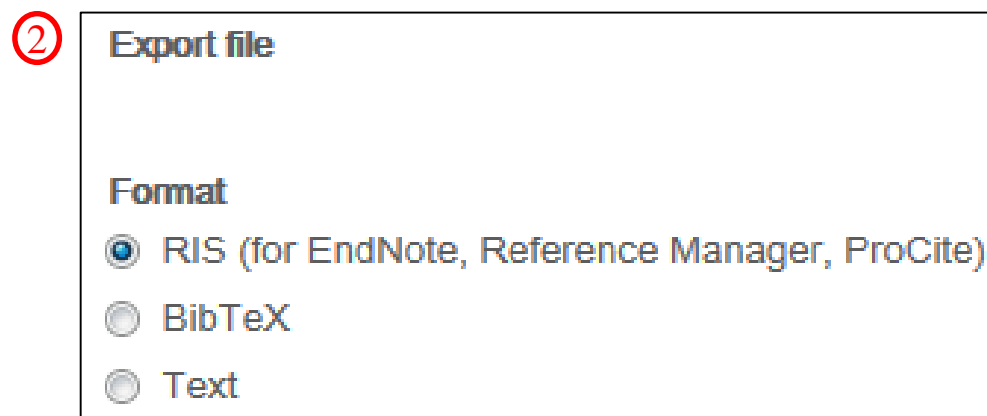 2
Export file
Format
RIS (for EndNote, Reference Manager, ProCite)
BibTeX
Text